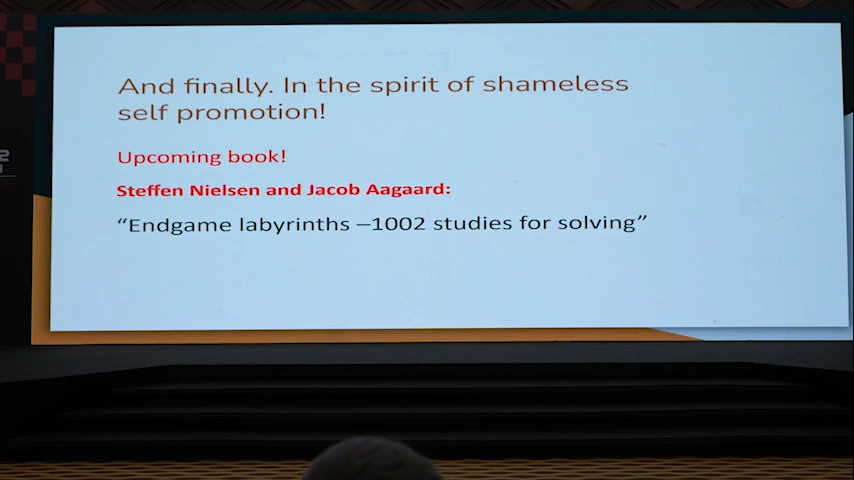 And finally. In the spirit of shameless
self promotion!
Upcoming book!
Steffen Nielsen and Jacob Aagaard:
“Endgame labyrinths –1002 studies for solving”